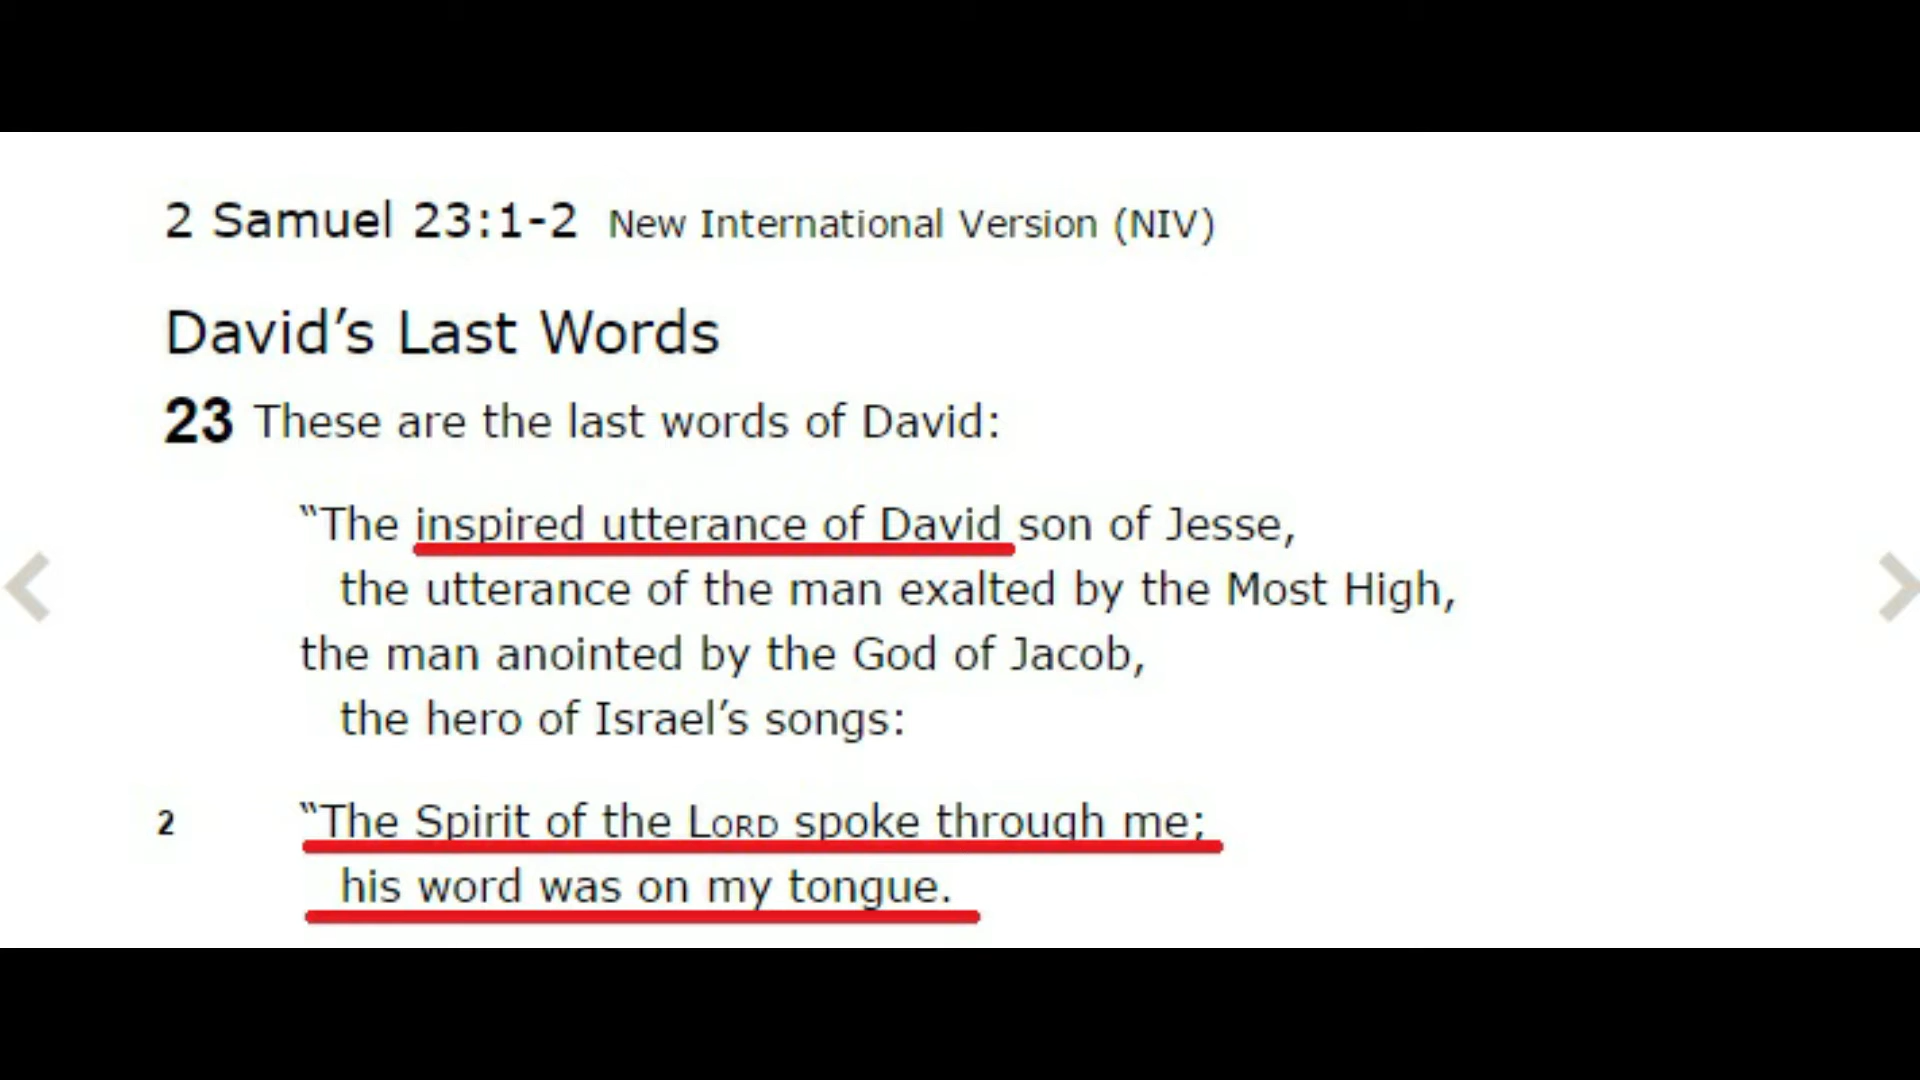 2 Samuel 23:1-2 New International Version (NIV)
David’s Last Words
23 These are the last words of David:
“The inspired utterance of David son of Jesse,
the utterance of the man exalted by the Most High,
the man anointed by the God of Jacob,
the hero of Israel’s songs:
2 “The Spirit of the LORD spoke through me;
his word was on my tongue.